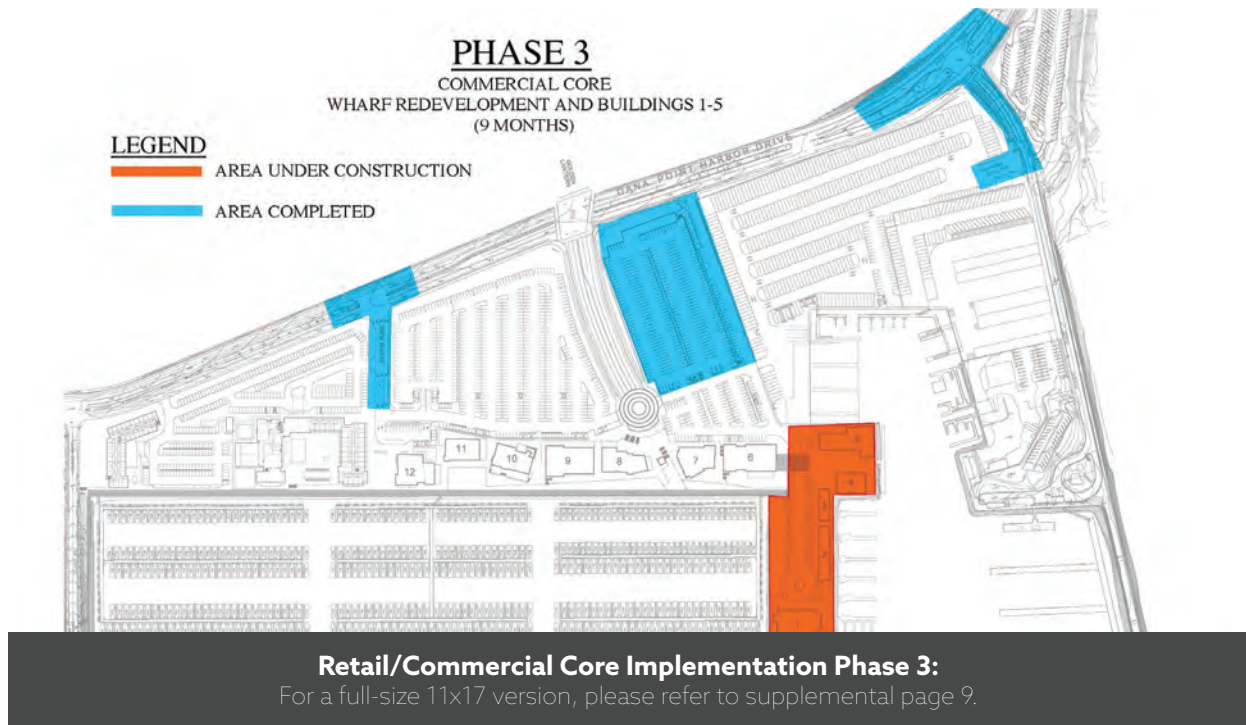 PHASE 3
COMMERCIAL CORE
WHARF REDEVELOPMENT AND BUILDINGS 1-5
(9 MONTHS)
LEGEND
AREA UNDER CONSTRUCTION
AREA COMPLETED
DANA POINT HARBOR DRIVE
12
11
10
9
8
7
6
Retail/Commercial Core Implementation Phase 3:
For a full-size 11x17 version, please refer to supplemental page 9.